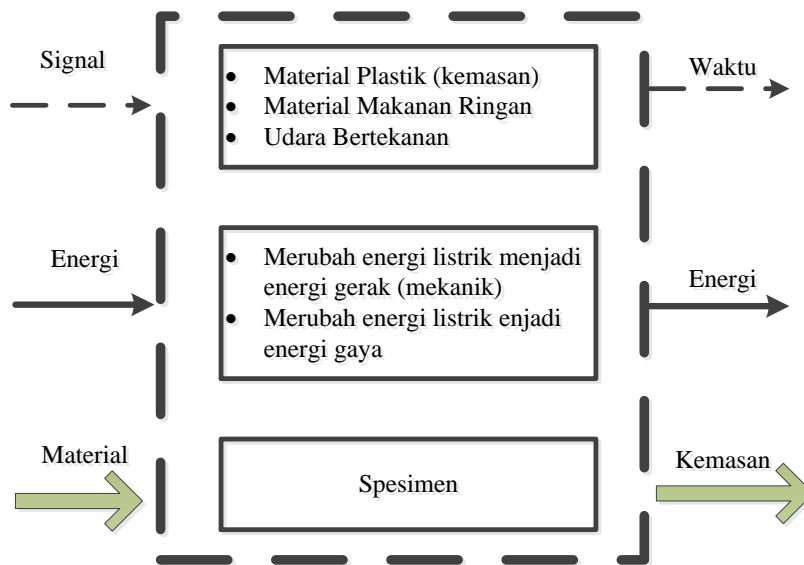 Signal
• Material Plastik (kemasan)
• Material Makanan Ringan
• Udara Bertekanan
Waktu
Energi
• Merubah energi listrik menjadi
energi gerak (mekanik)
• Merubah energi listrik enjadi
energi gaya
Energi
Material
Spesimen
Kemasan